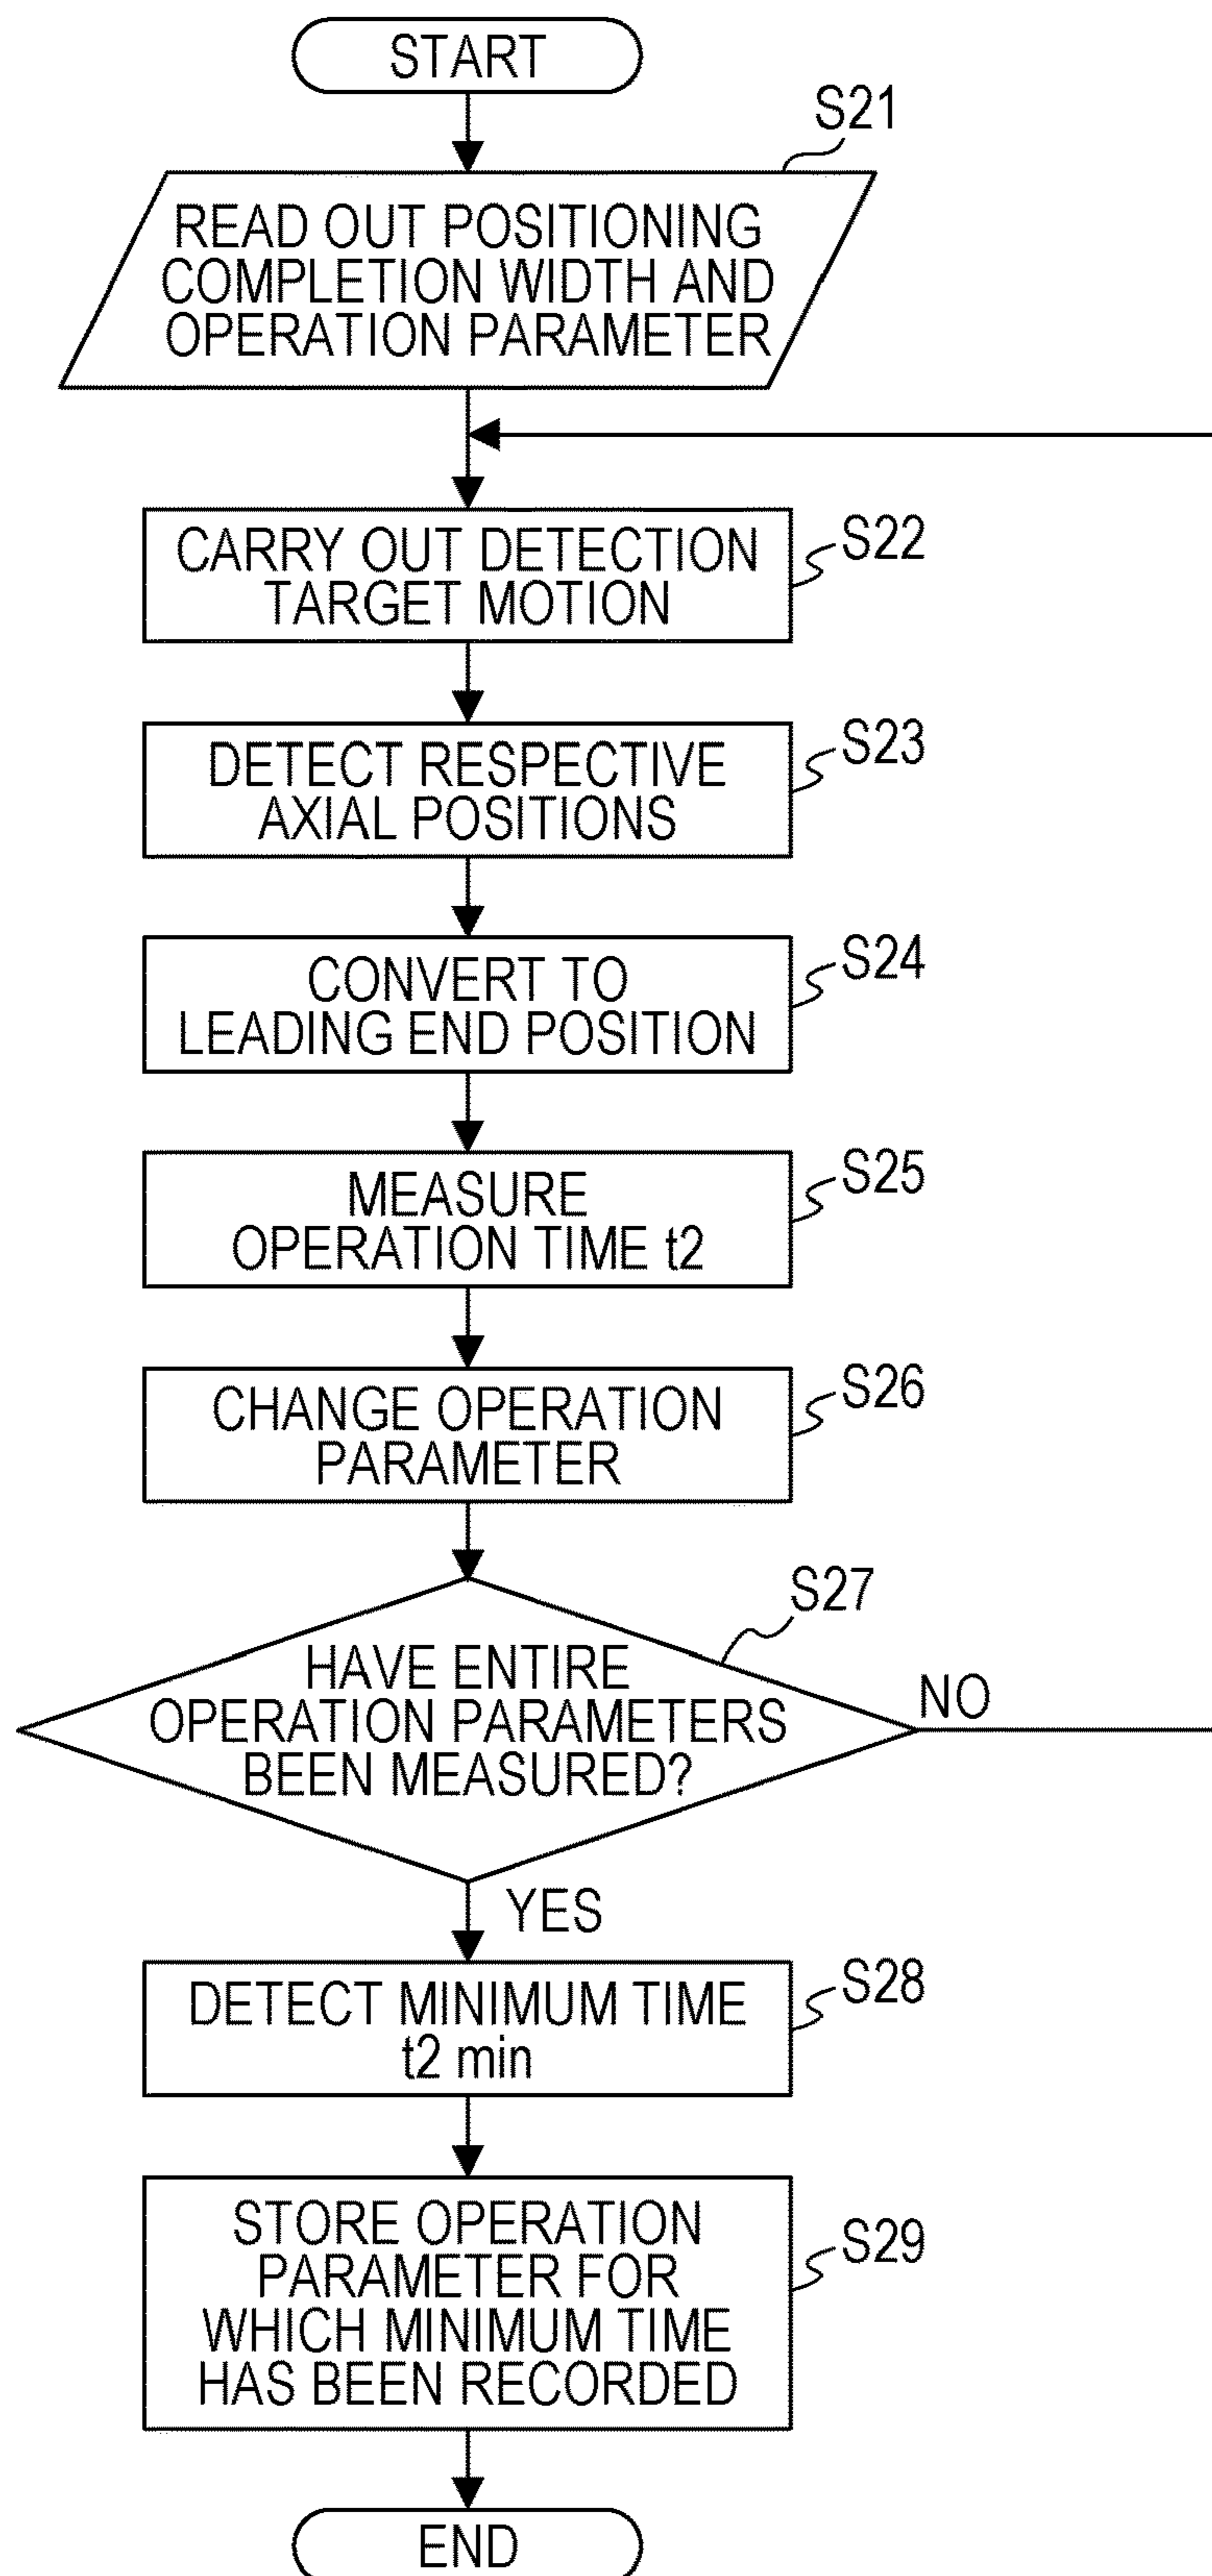 START
S21
READ OUT POSITIONING
COMPLETION WIDTH AND
OPERATION PARAMETER
CARRY OUT DETECTION
TARGET MOTION
S22
DETECT RESPECTIVE
AXIAL POSITIONS
S23
CONVERT TO
LEADING END POSITION
S24
MEASURE
OPERATION TIME t2
S25
CHANGE OPERATION
PARAMETER
S26
S27
HAVE ENTIRE
OPERATION PARAMETERS
BEEN MEASURED?
NO
YES
DETECT MINIMUM TIME
t2 min
S28
STORE OPERATION
PARAMETER FOR
WHICH MINIMUM TIME
HAS BEEN RECORDED
S29
END